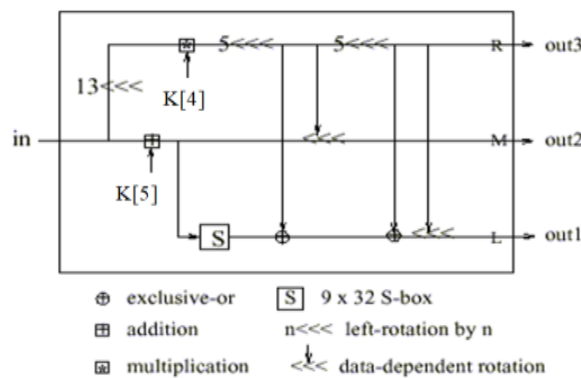 5<<< 5<<< R out3
13<<<
K[4]
in <<< M out2
K[5]
S <<< L out1
exclusive-or S 9 x 32 S-box
addition n<<< left-rotation by n
multiplication <<< data-dependent rotation